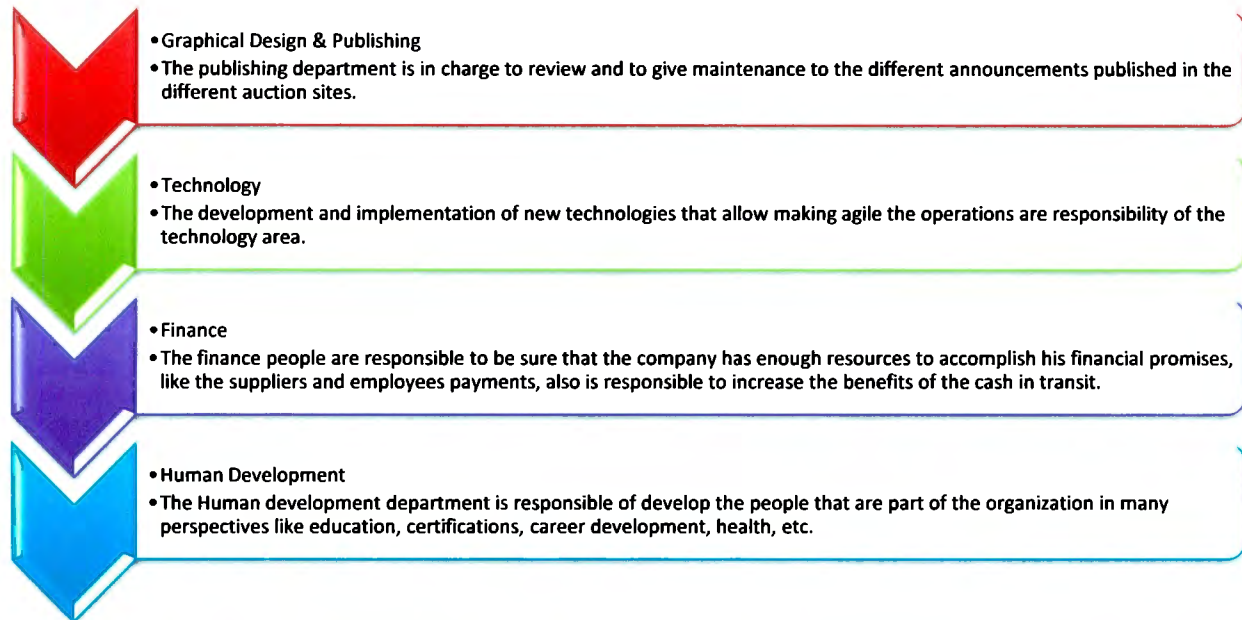 •Graphical Design & Publishing
•The publishing department is in charge to review and to give maintenance to the different announcements published in the
different auction sites.
•Technology
•The development and implementation of new technologies that allow making agile the operations are responsibility of the
technology area.
•Finance
•The finance people are responsible to be sure that the company has enough resources to accomplish his financial promises,
like the suppliers and employees payments, also is responsible to increase the benefits of the cash in transit.
•Human Development
•The Human development department is responsible of develop the people that are part of the organization in many
perspectives like education, certifications, career development, health, etc.